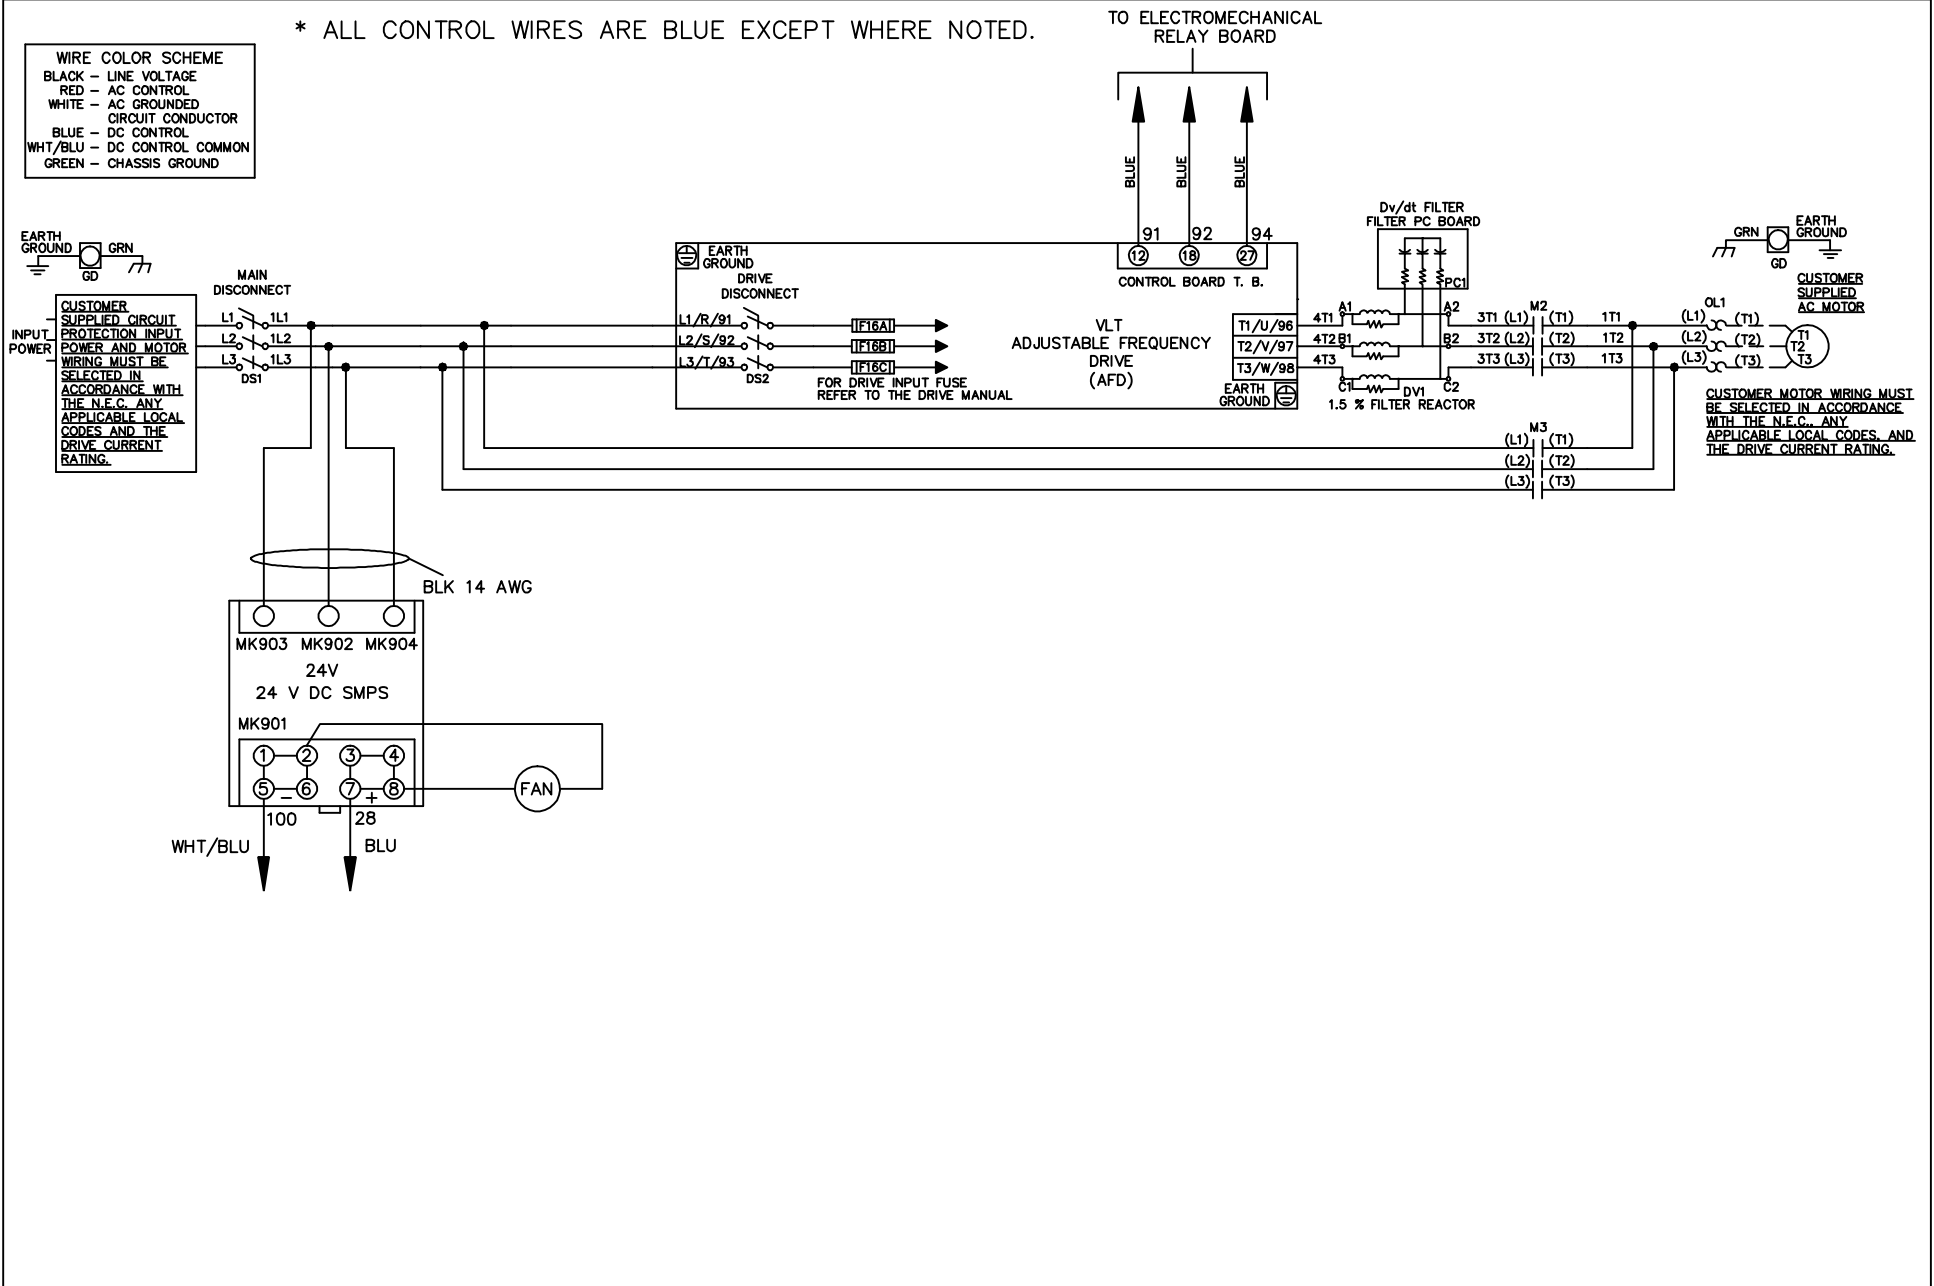 * ALL CONTROL WIRES ARE BLUE EXCEPT WHERE NOTED.
TO ELECTROMECHANICAL
RELAY BOARD
WIRE COLOR SCHEME
BLACK – LINE VOLTAGE
RED – AC CONTROL
WHITE – AC GROUNDED
CIRCUIT CONDUCTOR
BLUE – DC CONTROL
WHT/BLU – DC CONTROL COMMON
GREEN – CHASSIS GROUND
BLUE
BLUE
BLUE
91 92 94
12 18 27
CONTROL BOARD T. B.
EARTH
GROUND
GRN
GD
MAIN
DISCONNECT
CUSTOMER
SUPPLIED CIRCUIT
PROTECTION INPUT
POWER AND MOTOR
WIRING MUST BE
SELECTED IN
ACCORDANCE WITH
THE N.E.C. ANY
APPLICABLE LOCAL
CODES AND THE
DRIVE CURRENT
RATING.
INPUT
POWER
L1 1L1
L2 1L2
L3 1L3
DS1
EARTH
GROUND
DRIVE
DISCONNECT
L1/R/91
L2/S/92
L3/T/93
DS2
F16A
F16B
F16C
FOR DRIVE INPUT FUSE
REFER TO THE DRIVE MANUAL
VLT
ADJUSTABLE FREQUENCY
DRIVE
(AFD)
T1/U/96
T2/V/97
T3/W/98
EARTH
GROUND
Dv/dt FILTER
FILTER PC BOARD
PC1
4T1 A1 A2
4T2 B1 B2
4T3 C1 C2
DV1
1.5 % FILTER REACTOR
M2
3T1 (L1) (T1) 1T1
3T2 (L2) (T2) 1T2
3T3 (L3) (T3) 1T3
M3
(L1) (T1)
(L2) (T2)
(L3) (T3)
OL1
(L1) (T1)
(L2) (T2)
(L3) (T3)
T1
T2
T3
GRN
EARTH
GROUND
GD
CUSTOMER
SUPPLIED
AC MOTOR
CUSTOMER MOTOR WIRING MUST
BE SELECTED IN ACCORDANCE
WITH THE N.E.C.. ANY
APPLICABLE LOCAL CODES. AND
THE DRIVE CURRENT RATING.
BLK 14 AWG
MK903 MK902 MK904
24V
24 V DC SMPS
MK901
1 2 3 4
5 – 6 7 + 8
FAN
100 28
WHT/BLU BLU